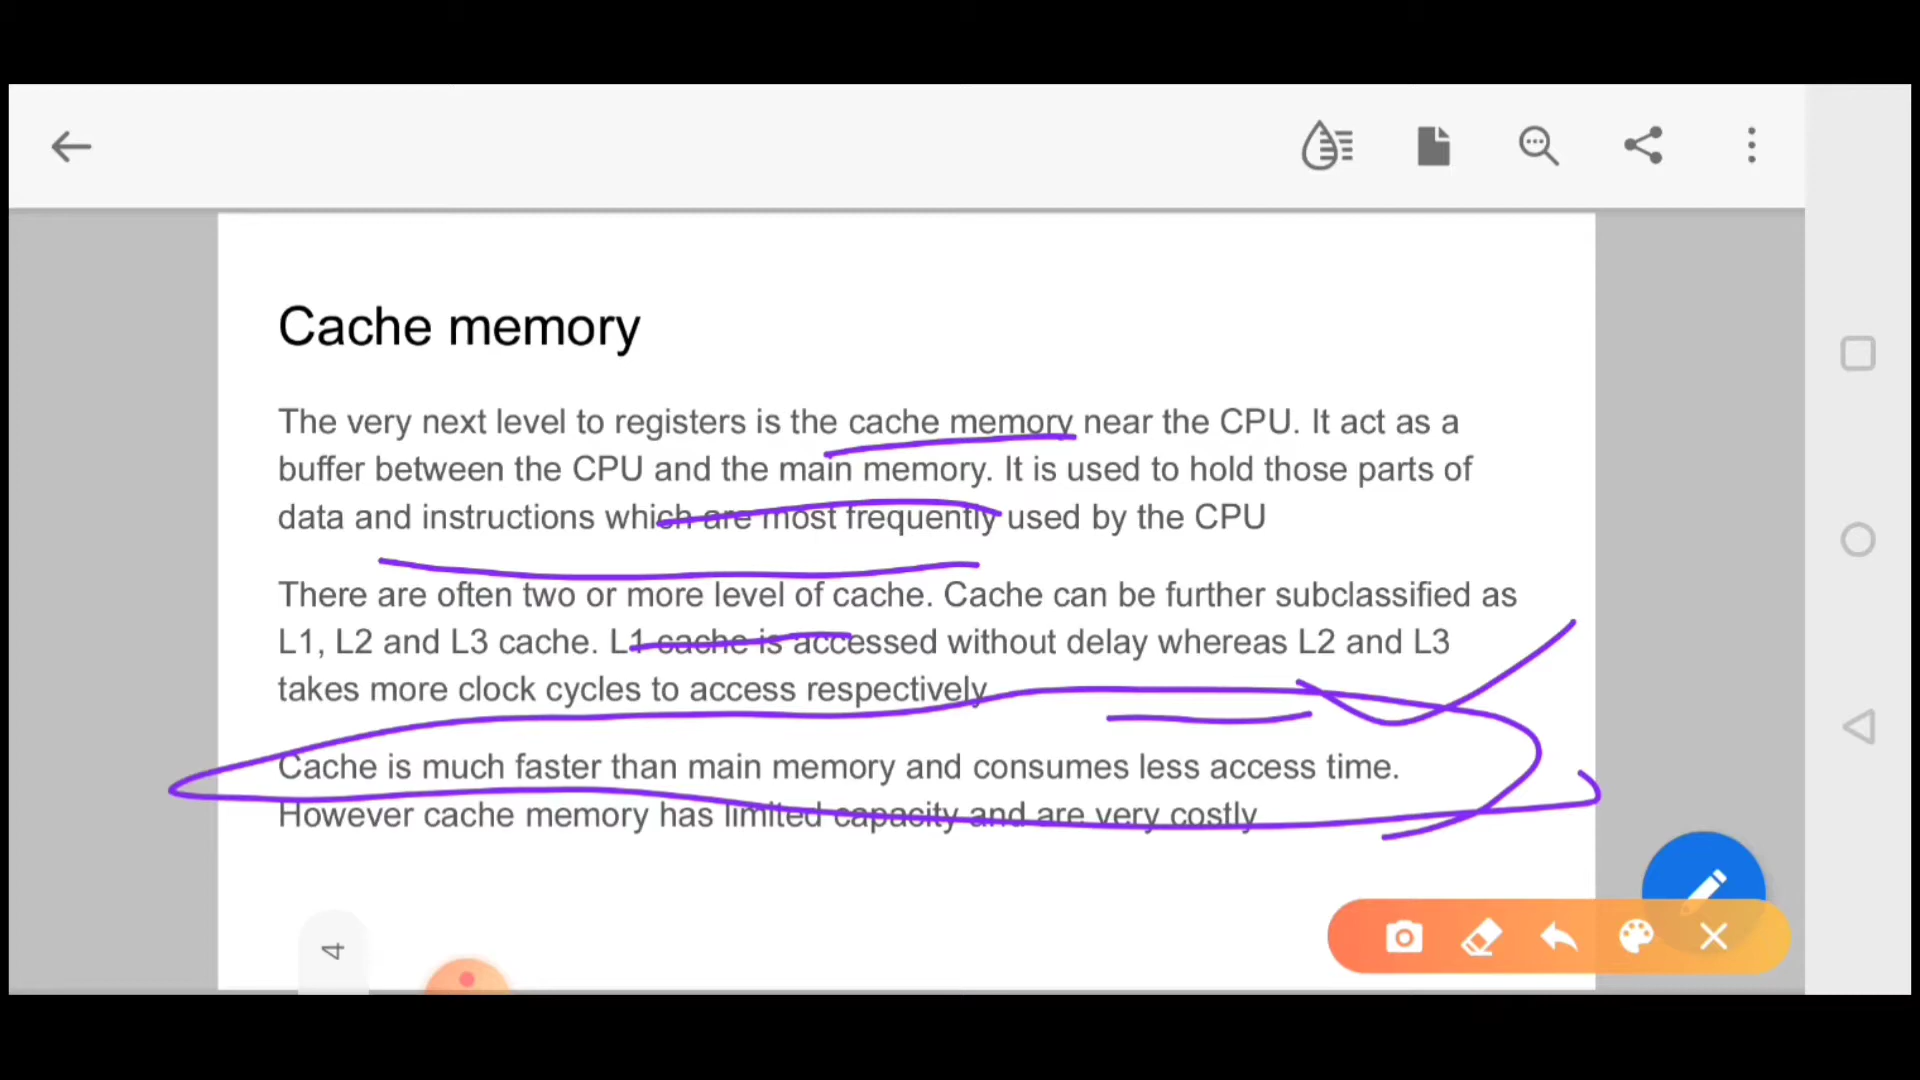 Cache memory
The very next level to registers is the cache memory near the CPU. It act as a
buffer between the CPU and the main memory. It is used to hold those parts of
data and instructions which are most frequently used by the CPU
There are often two or more level of cache. Cache can be further subclassified as
L1, L2 and L3 cache. L1 cache is accessed without delay whereas L2 and L3
takes more clock cycles to access respectively
Cache is much faster than main memory and consumes less access time.
However cache memory has limited capacity and are very costly
4